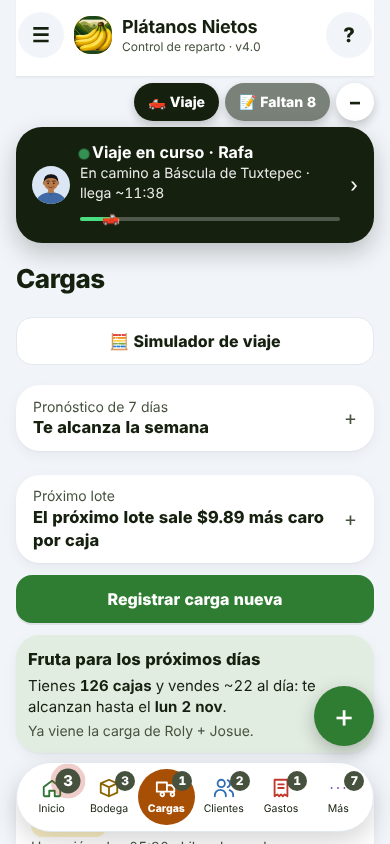 ☰
Plátanos Nietos
Control de reparto · v4.0
?
🛻 Viaje
📝 Faltan 8
–
Viaje en curso · Rafa
En camino a Báscula de Tuxtepec ·
llega ~11:38
›
Cargas
🧮 Simulador de viaje
Pronóstico de 7 días
Te alcanza la semana
+
Próximo lote
El próximo lote sale $9.89 más caro
por caja
+
Registrar carga nueva
Fruta para los próximos días
Tienes 126 cajas y vendes ~22 al día: te
alcanzan hasta el lun 2 nov.
Ya viene la carga de Roly + Josue.
+
3
3
1
2
1
7
Inicio
Bodega
Cargas
Clientes
Gastos
Más